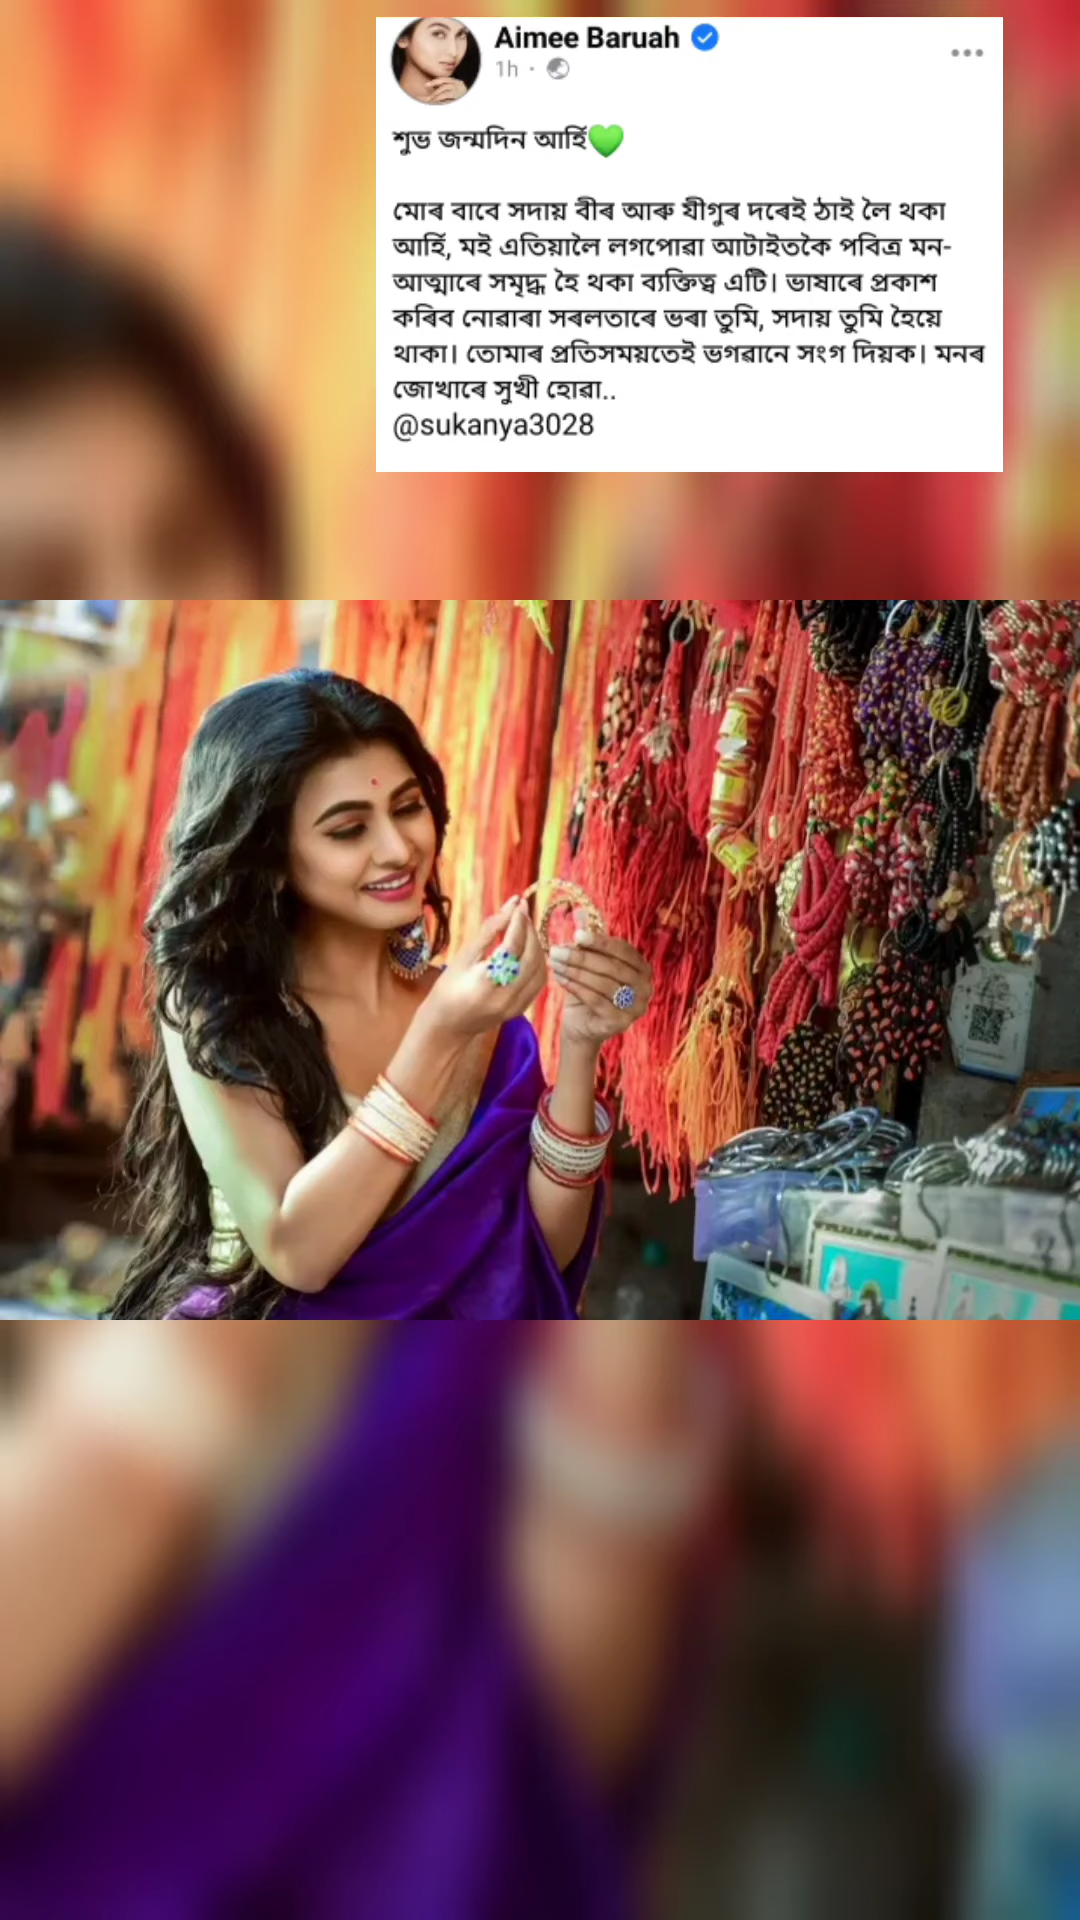 Aimee Baruah
1h ·
শুভ জন্মদিন আৰ্হি💚
মোৰ বাবে সদায় বীৰ আৰু যীগুৰ দৰেই ঠাই লৈ থকা
আৰ্হি, মই এতিয়ালৈ লগপোৱা আটাইতকৈ পবিত্ৰ মন-
আত্মাৰে সমৃদ্ধ হৈ থকা ব্যক্তিত্ব এটি। ভাষাৰে প্ৰকাশ
কৰিব নোৱাৰা সৰলতাৰে ভৰা তুমি, সদায় তুমি হৈয়ে
থাকা। তোমাৰ প্ৰতিসময়তেই ভগৱানে সংগ দিয়ক। মনৰ
জোখাৰে সুখী হোৱা..
@sukanya3028